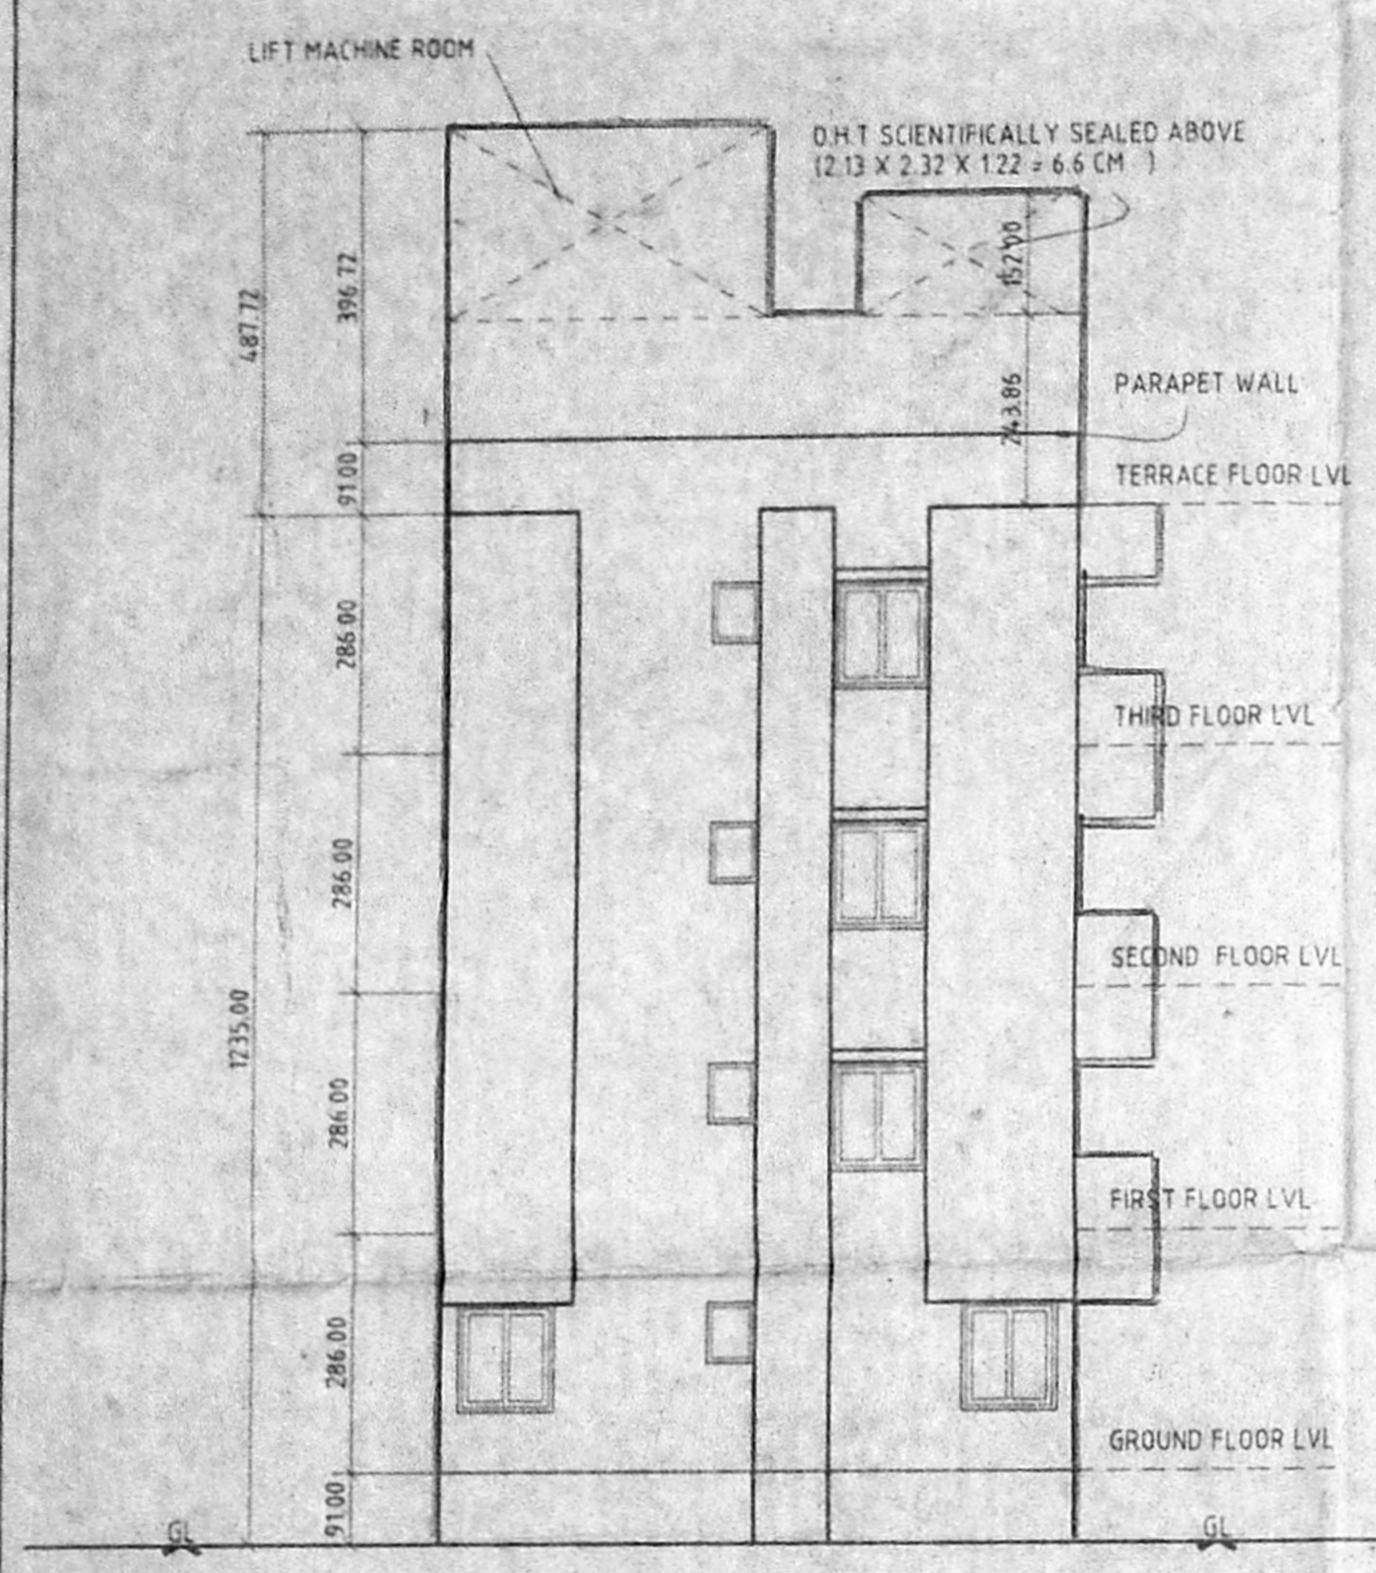 LIFT MACHINE ROOM
O.H.T SCIENTIFICALLY SEALED ABOVE
(2.13 X 2.32 X 1.22 = 6.6 CM )
152.00
396.72
487.72
243.86
PARAPET WALL
TERRACE FLOOR LVL
91.00
286.00
THIRD FLOOR LVL
286.00
SECOND FLOOR LVL
1235.00
286.00
FIRST FLOOR LVL
286.00
GROUND FLOOR LVL
91.00
GL
GL